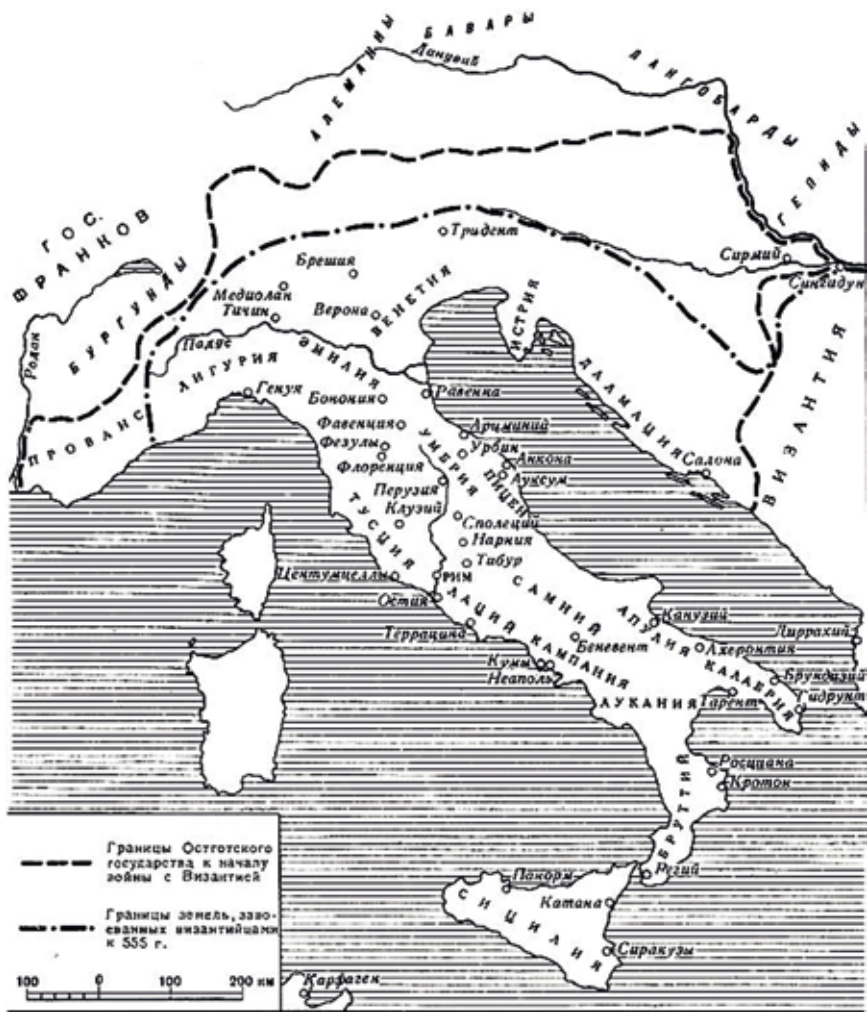 АЛЕМАННЫ
БАВАРЫ
Данувий
ЛАНГОБАРДЫ
ГЕПИДЫ
ГОС.
ФРАНКОВ
БУРГУНДЫ
Родан
Тридент
Сирмий
Сингидун
Брешия
Медиолан
Тичин
Верона
ВЕНЕТИЯ
ИСТРИЯ
Падус
ЭМИЛИЯ
ЛИГУРИЯ
ПРОВАНС
Генуя
Бонония
Равенна
ДАЛМАЦИЯ
ВИЗАНТИЯ
Фавенция
Фезулы
Флоренция
Ариминий
Урбин
УМБРИЯ
Анкона
Ауксум
ПИЦЕН
Салона
Перузия
Клузий
ТУСЦИЯ
Сполеций
Нарния
Тибур
Центумцеллы
РИМ
Остия
ЛАЦИЙ
САМНИЙ
Террацина
КАМПАНИЯ
Беневент
АПУЛИЯ
Канузий
Ахеронтия
Диррахий
Кумы
Неаполь
КАЛАБРИЯ
Брундизий
Гидрунт
Тарент
ЛУКАНИЯ
Росциана
Кротон
БРУТТИЙ
Регий
Панорм
Катана
СИЦИЛИЯ
Сиракузы
Карфаген
Границы Остготского
государства к началу
войны с Византией
Границы земель, заво-
еванных византийцами
к 555 г.
100 0 100 200 км